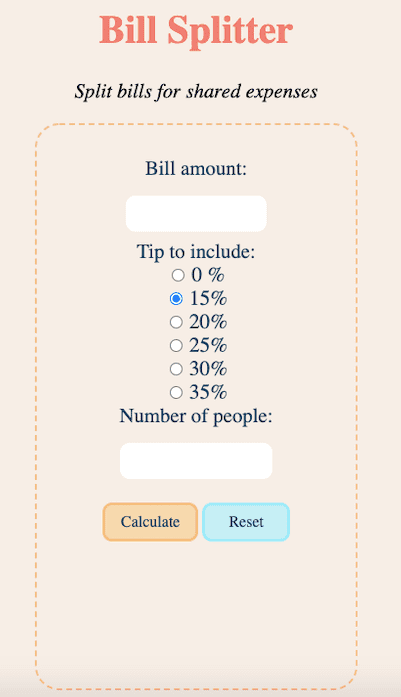 Bill Splitter
Split bills for shared expenses
Bill amount:
Tip to include:
0 %
15%
20%
25%
30%
35%
Number of people:
Calculate Reset